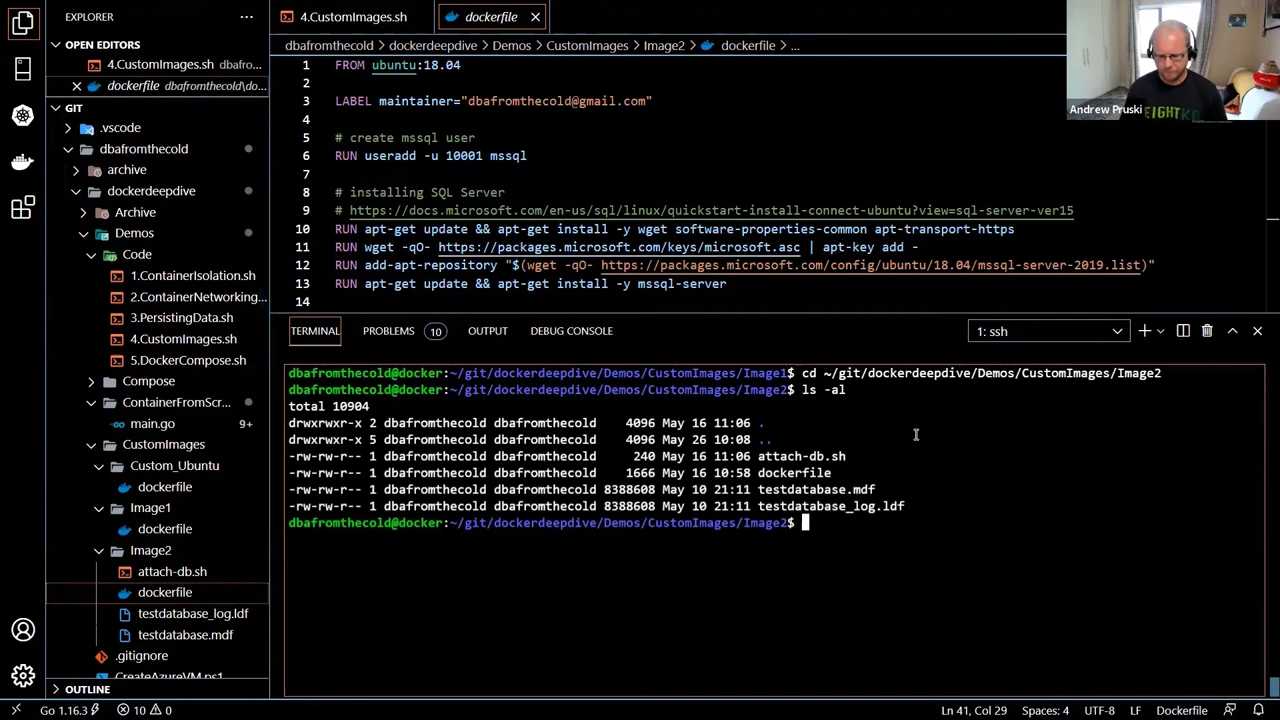 EXPLORER
OPEN EDITORS
4.CustomImages.sh dbafro...
dockerfile dbafromthecold\do...
GIT
.vscode
dbafromthecold
archive
dockerdeepdive
Archive
Demos
Code
1.ContainerIsolation.sh
2.ContainerNetworking...
3.PersistingData.sh
4.CustomImages.sh
5.DockerCompose.sh
Compose
ContainerFromScr...
main.go 9+
CustomImages
Custom_Ubuntu
dockerfile
Image1
dockerfile
Image2
attach-db.sh
dockerfile
testdatabase_log.ldf
testdatabase.mdf
.gitignore
CreateAzureVM.ps1
OUTLINE
4.CustomImages.sh dockerfile
dbafromthecold > dockerdeepdive > Demos > CustomImages > Image2 > dockerfile > ...
1 FROM ubuntu:18.04
2
3 LABEL maintainer="dbafromthecold@gmail.com"
4
5 # create mssql user
6 RUN useradd -u 10001 mssql
7
8 # installing SQL Server
9 # https://docs.microsoft.com/en-us/sql/linux/quickstart-install-connect-ubuntu?view=sql-server-ver15
10 RUN apt-get update && apt-get install -y wget software-properties-common apt-transport-https
11 RUN wget -qO- https://packages.microsoft.com/keys/microsoft.asc | apt-key add -
12 RUN add-apt-repository "$(wget -qO- https://packages.microsoft.com/config/ubuntu/18.04/mssql-server-2019.list)"
13 RUN apt-get update && apt-get install -y mssql-server
14
Andrew Pruski
TERMINAL PROBLEMS 10 OUTPUT DEBUG CONSOLE 1: ssh
dbafromthecold@docker:~/git/dockerdeepdive/Demos/CustomImages/Image1$ cd ~/git/dockerdeepdive/Demos/CustomImages/Image2
dbafromthecold@docker:~/git/dockerdeepdive/Demos/CustomImages/Image2$ ls -al
total 10904
drwxrwxr-x 2 dbafromthecold dbafromthecold 4096 May 16 11:06 .
drwxrwxr-x 5 dbafromthecold dbafromthecold 4096 May 26 10:08 ..
-rw-rw-r-- 1 dbafromthecold dbafromthecold 240 May 16 11:06 attach-db.sh
-rw-rw-r-- 1 dbafromthecold dbafromthecold 1666 May 16 10:58 dockerfile
-rw-rw-r-- 1 dbafromthecold dbafromthecold 8388608 May 10 21:11 testdatabase.mdf
-rw-rw-r-- 1 dbafromthecold dbafromthecold 8388608 May 10 21:11 testdatabase_log.ldf
dbafromthecold@docker:~/git/dockerdeepdive/Demos/CustomImages/Image2$
Go 1.16.3 10 0 Ln 41, Col 29 Spaces: 4 UTF-8 LF Dockerfile